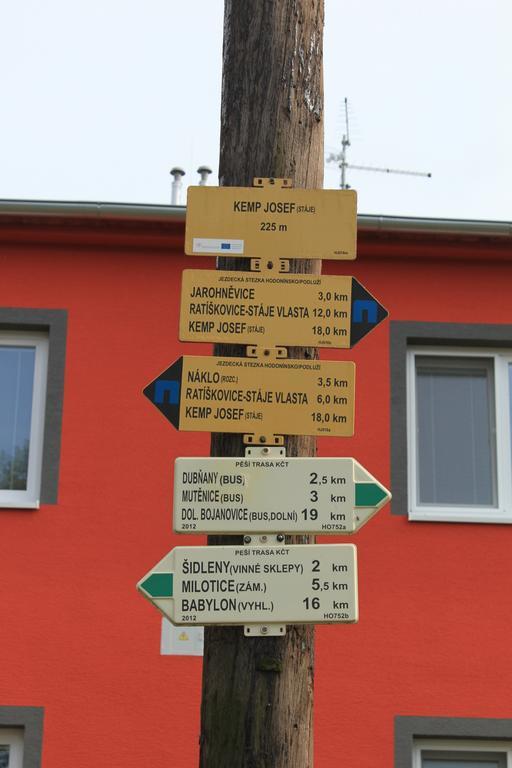 KEMP JOSEF (STÁJE)
225 m
JEZDECKÁ STEZKA HODONÍNSKO/PODLUŽÍ
JAROHNĚVICE 3,0 km
RATÍŠKOVICE-STÁJE VLASTA 12,0 km
KEMP JOSEF (STÁJE) 18,0 km
JEZDECKÁ STEZKA HODONÍNSKO/PODLUŽÍ
NÁKLO (ROZC.) 3,5 km
RATÍŠKOVICE-STÁJE VLASTA 6,0 km
KEMP JOSEF (STÁJE) 18,0 km
PĚŠÍ TRASA KČT
DUBŇANY (BUS) 2,5 km
MUTĚNICE (BUS) 3 km
DOL. BOJANOVICE (BUS,DOLNÍ) 19 km
2012 HO752a
PĚŠÍ TRASA KČT
ŠIDLENY (VINNÉ SKLEPY) 2 km
MILOTICE (ZÁM.) 5,5 km
BABYLON (VYHL.) 16 km
2012 HO752b